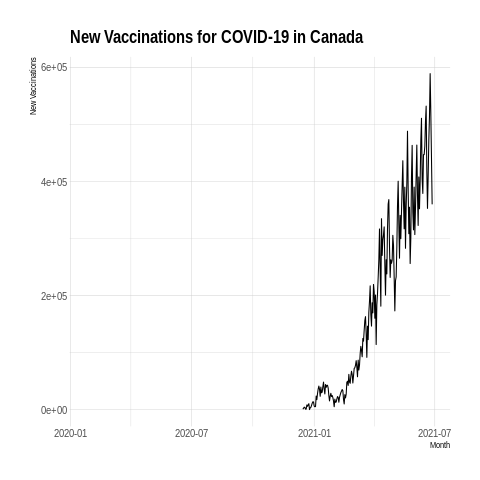 New Vaccinations for COVID-19 in Canada
New Vaccinations
6e+05
4e+05
2e+05
0e+00
2020-01 2020-07 2021-01 2021-07
Month